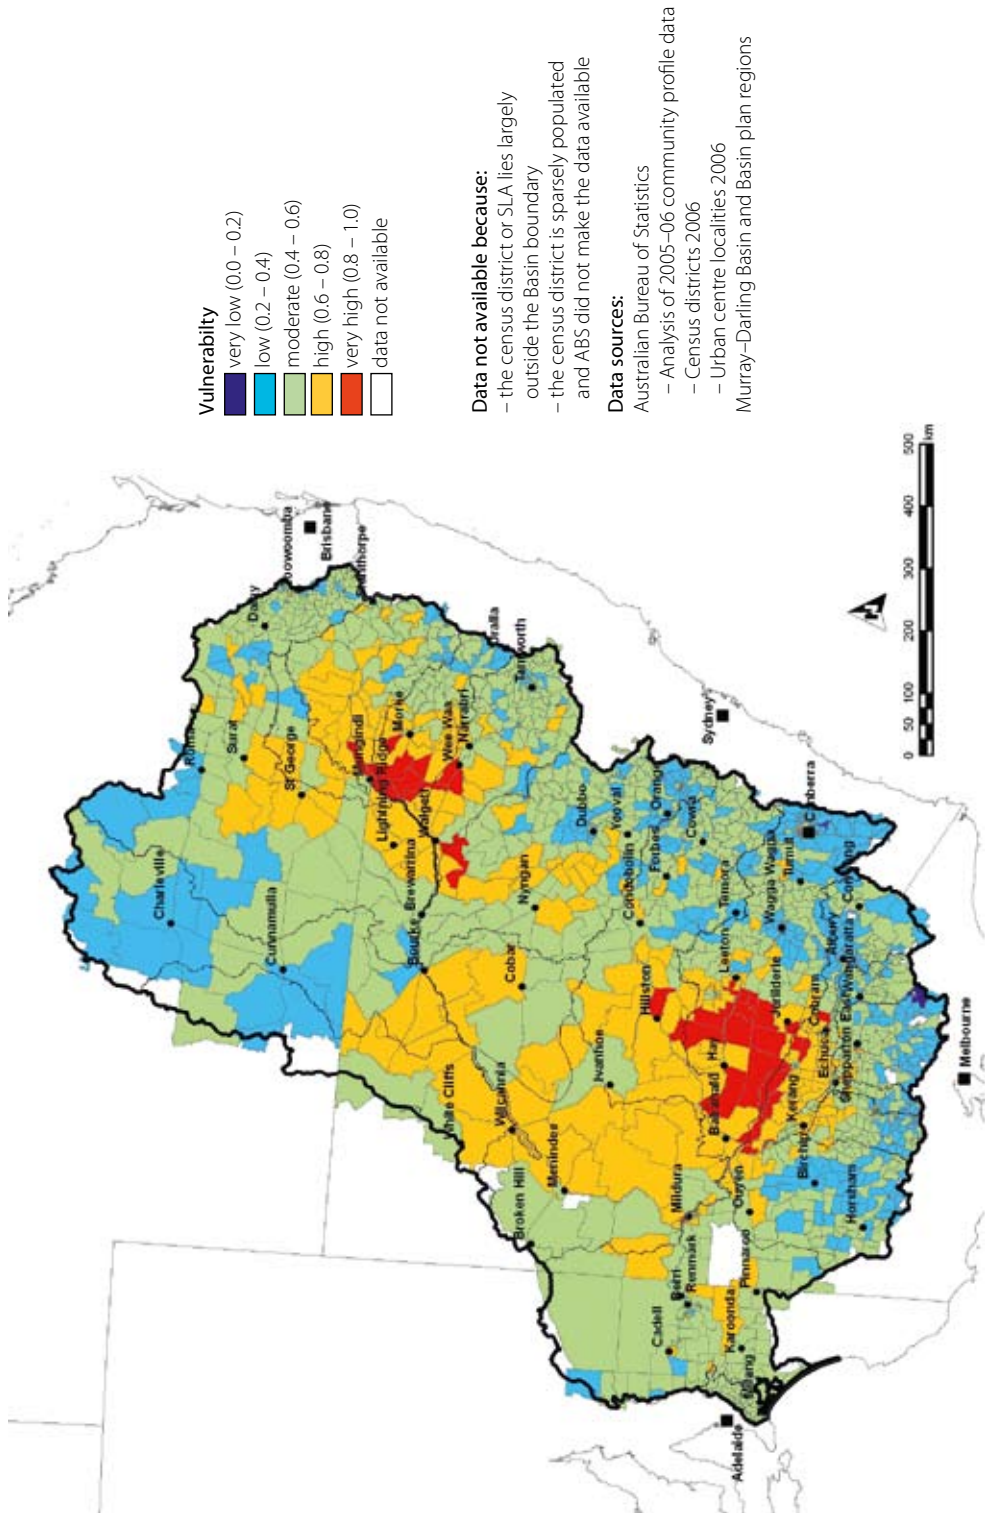 Vulnerabilty
very low (0.0 – 0.2)
low (0.2 – 0.4)
moderate (0.4 – 0.6)
high (0.6 – 0.8)
very high (0.8 – 1.0)
data not available
Data not available because:
– the census district or SLA lies largely
outside the Basin boundary
– the census district is sparsely populated
and ABS did not make the data available
Data sources:
Australian Bureau of Statistics
– Analysis of 2005–06 community profile data
– Census districts 2006
– Urban centre localities 2006
Murray–Darling Basin and Basin plan regions
Charleville
Roma
Surat
Cunnamulla
St George
Brisbane
Mungindi
Lightning Ridge
Moree
Walgett
Wee Waa
Narrabri
Brewarrina
Bourke
Tamworth
White Cliffs
Cobar
Nyngan
Wilcannia
Broken Hill
Menindee
Ivanhoe
Dubbo
Yeoval
Condobolin
Orange
Forbes
Cowra
Sydney
Hillston
Mildura
Berri
Renmark
Cadell
Balranald
Hay
Leeton
Tamora
Wagga Wagga
Tumut
Canberra
Ouyen
Pinnaroo
Karoonda
Milang
Adelaide
Jerilderie
Cobram
Albury
Corryong
Kerang
Echuca
Birchip
Shepparton East
Wangaratta
Horsham
Melbourne
0 50 100 200 300 400 500
km